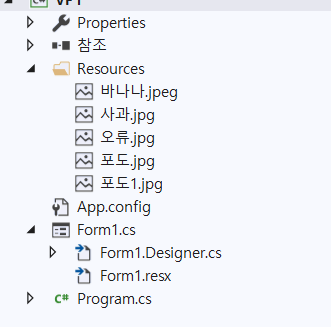 Properties
참조
Resources
바나나.jpeg
사과.jpg
오류.jpg
포도.jpg
포도1.jpg
App.config
Form1.cs
Form1.Designer.cs
Form1.resx
C# Program.cs